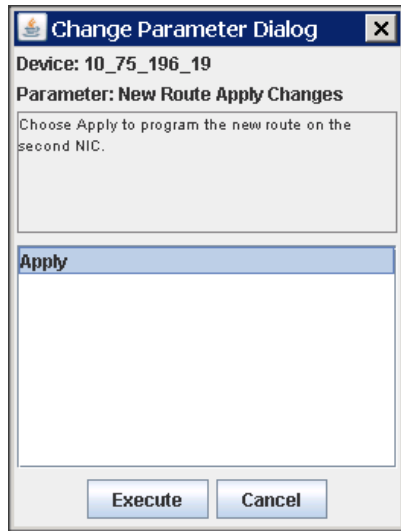 Change Parameter Dialog
Device: 10_75_196_19
Parameter: New Route Apply Changes
Choose Apply to program the new route on the
second NIC.
Apply
Execute Cancel